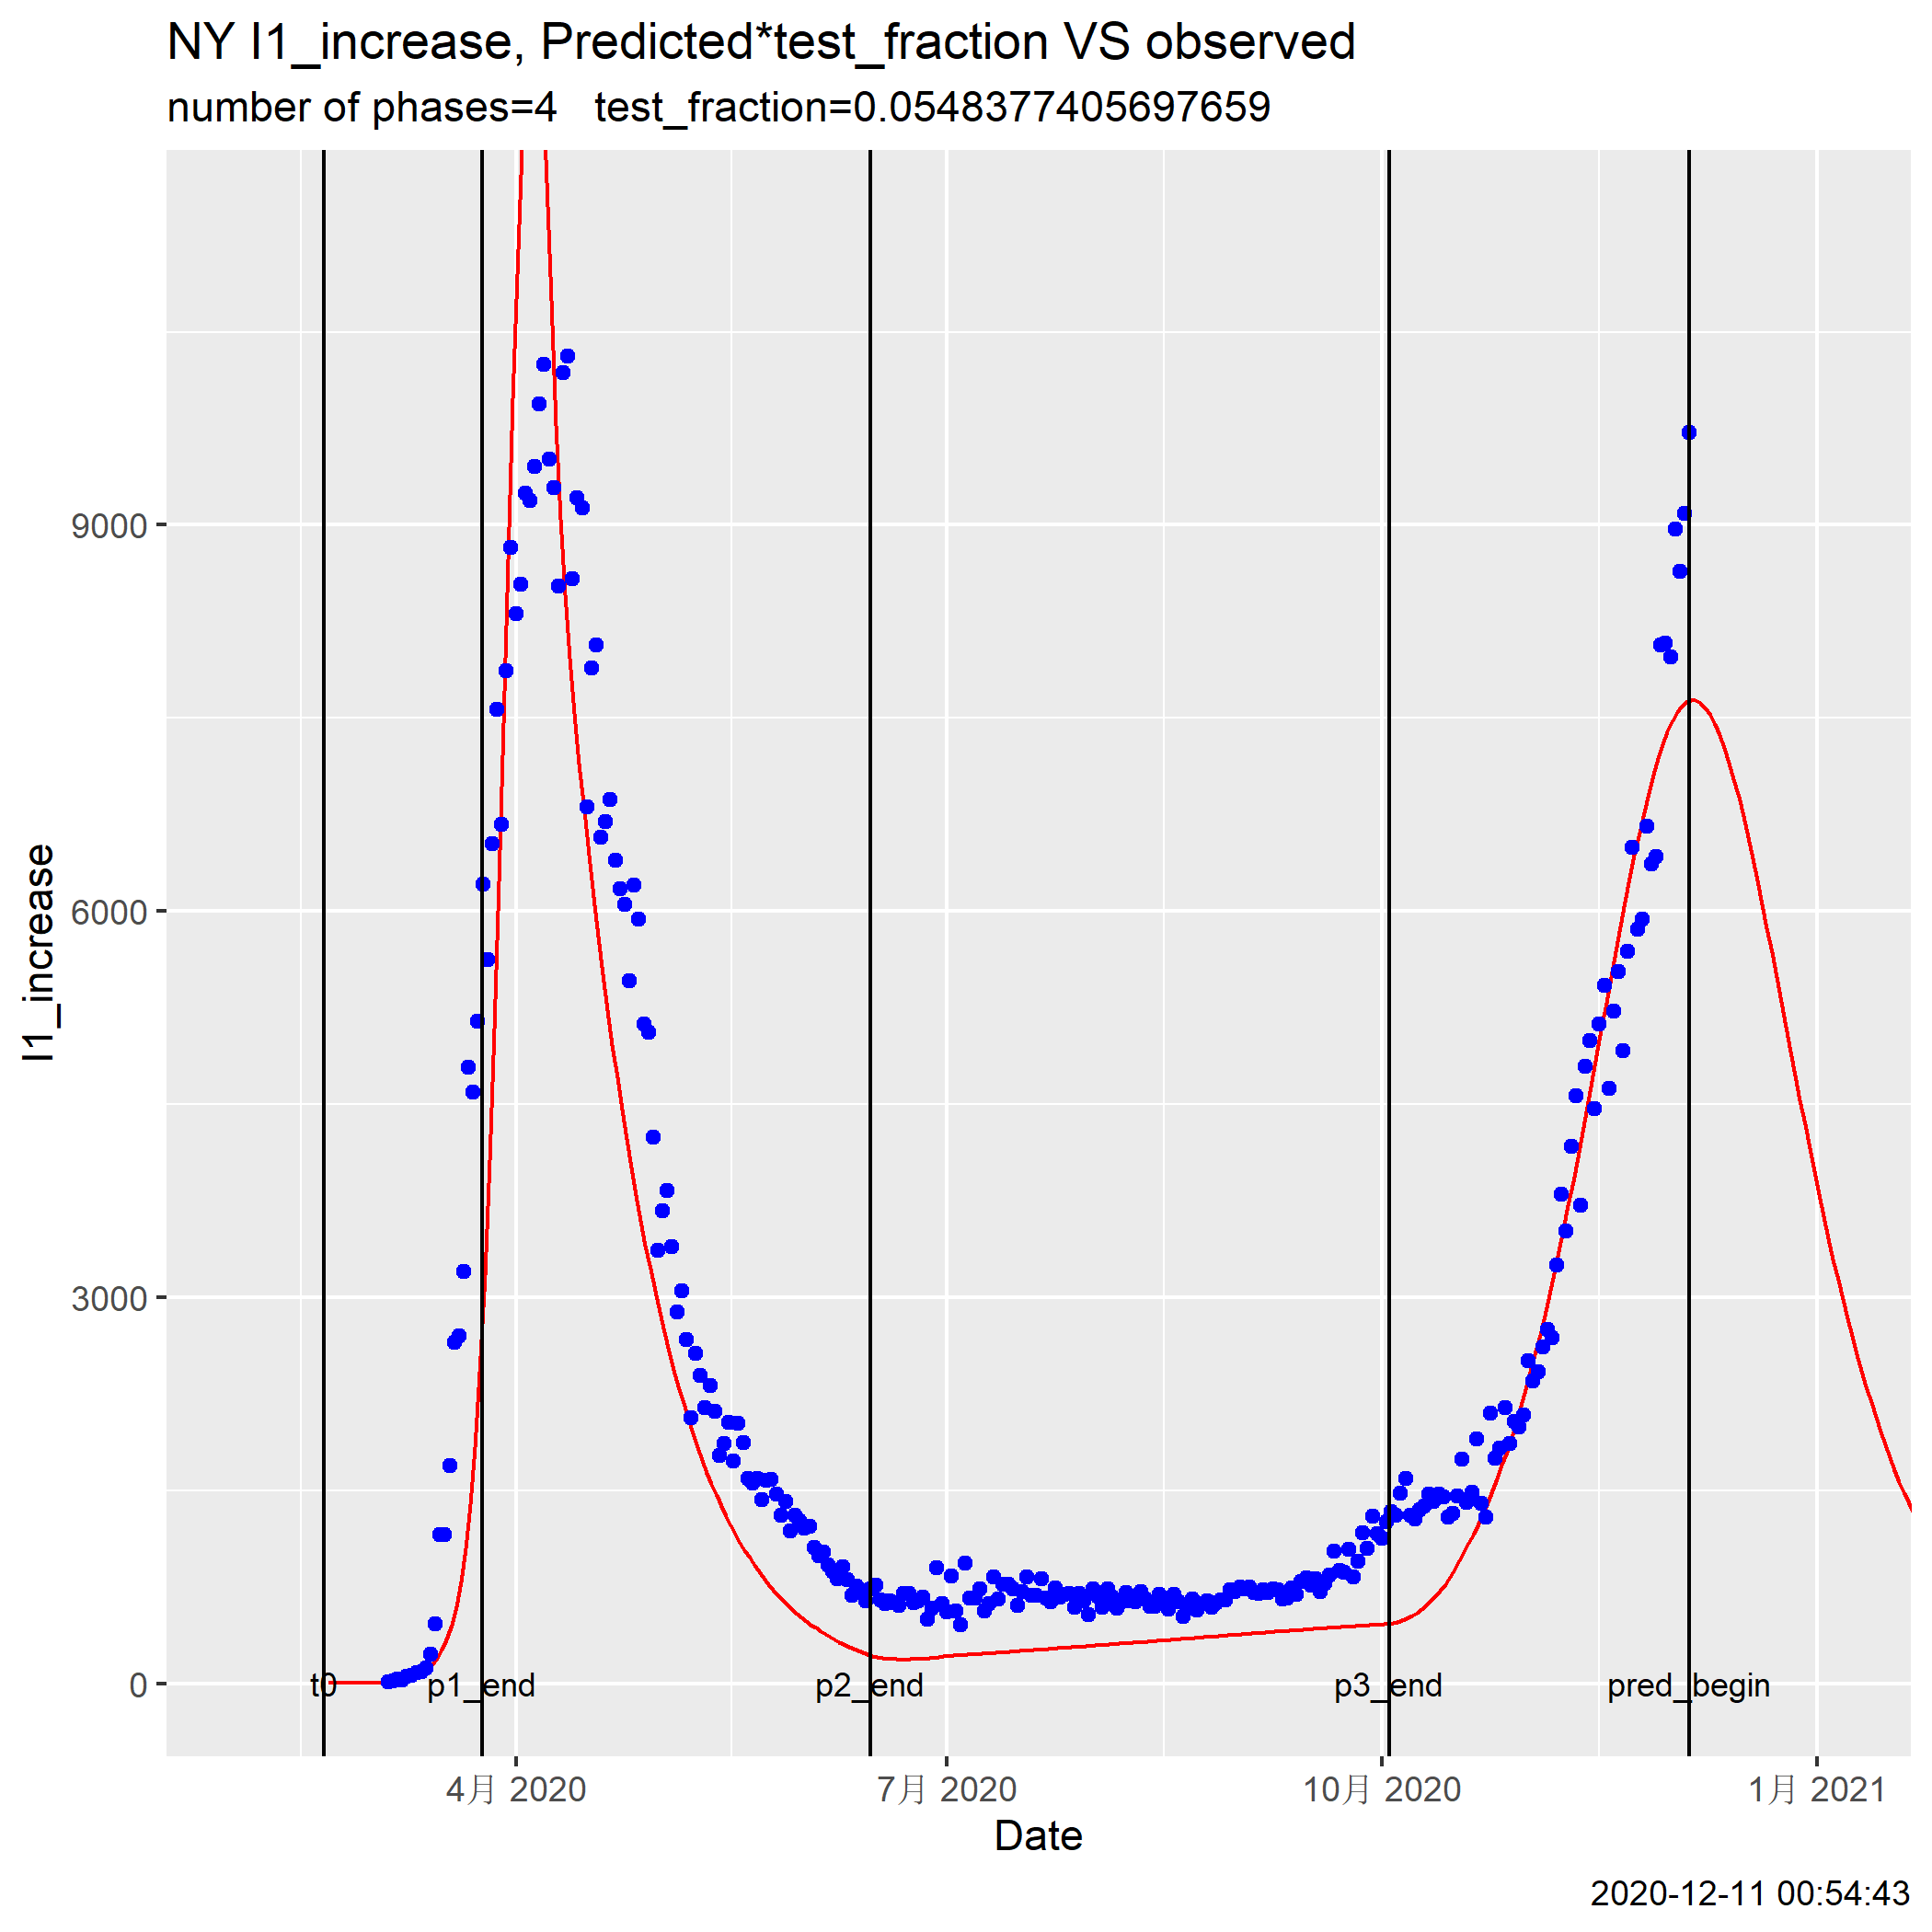 NY I1_increase, Predicted*test_fraction VS observed
number of phases=4 test_fraction=0.0548377405697659
I1_increase
9000
6000
3000
0
t0 p1_end p2_end p3_end pred_begin
4月 2020 7月 2020 10月 2020 1月 2021
Date
2020-12-11 00:54:43